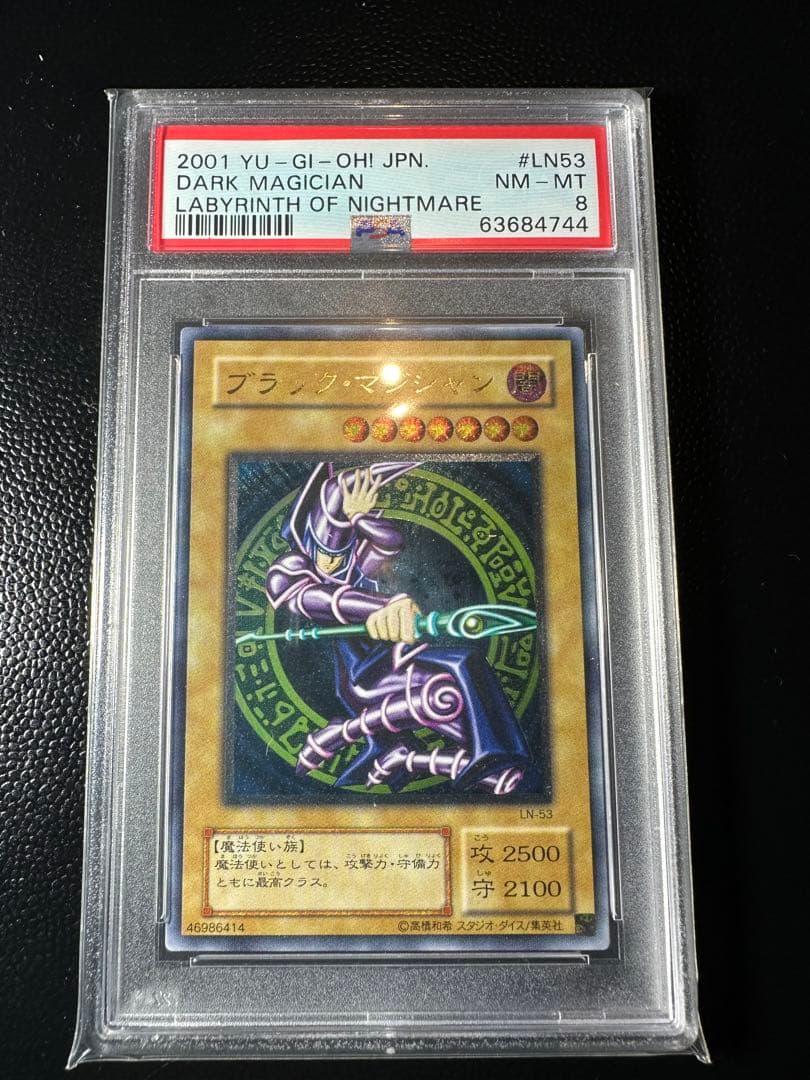 2001 YU-GI-OH! JPN. #LN53
DARK MAGICIAN NM-MT
LABYRINTH OF NIGHTMARE 8
63684744
ブラック・マジシャン 闇
LN-53
【魔法使い族】
魔法使いとしては、攻撃力・守備力
ともに最高クラス。
攻 2500
守 2100
46986414 ©高橋和希 スタジオ・ダイス/集英社